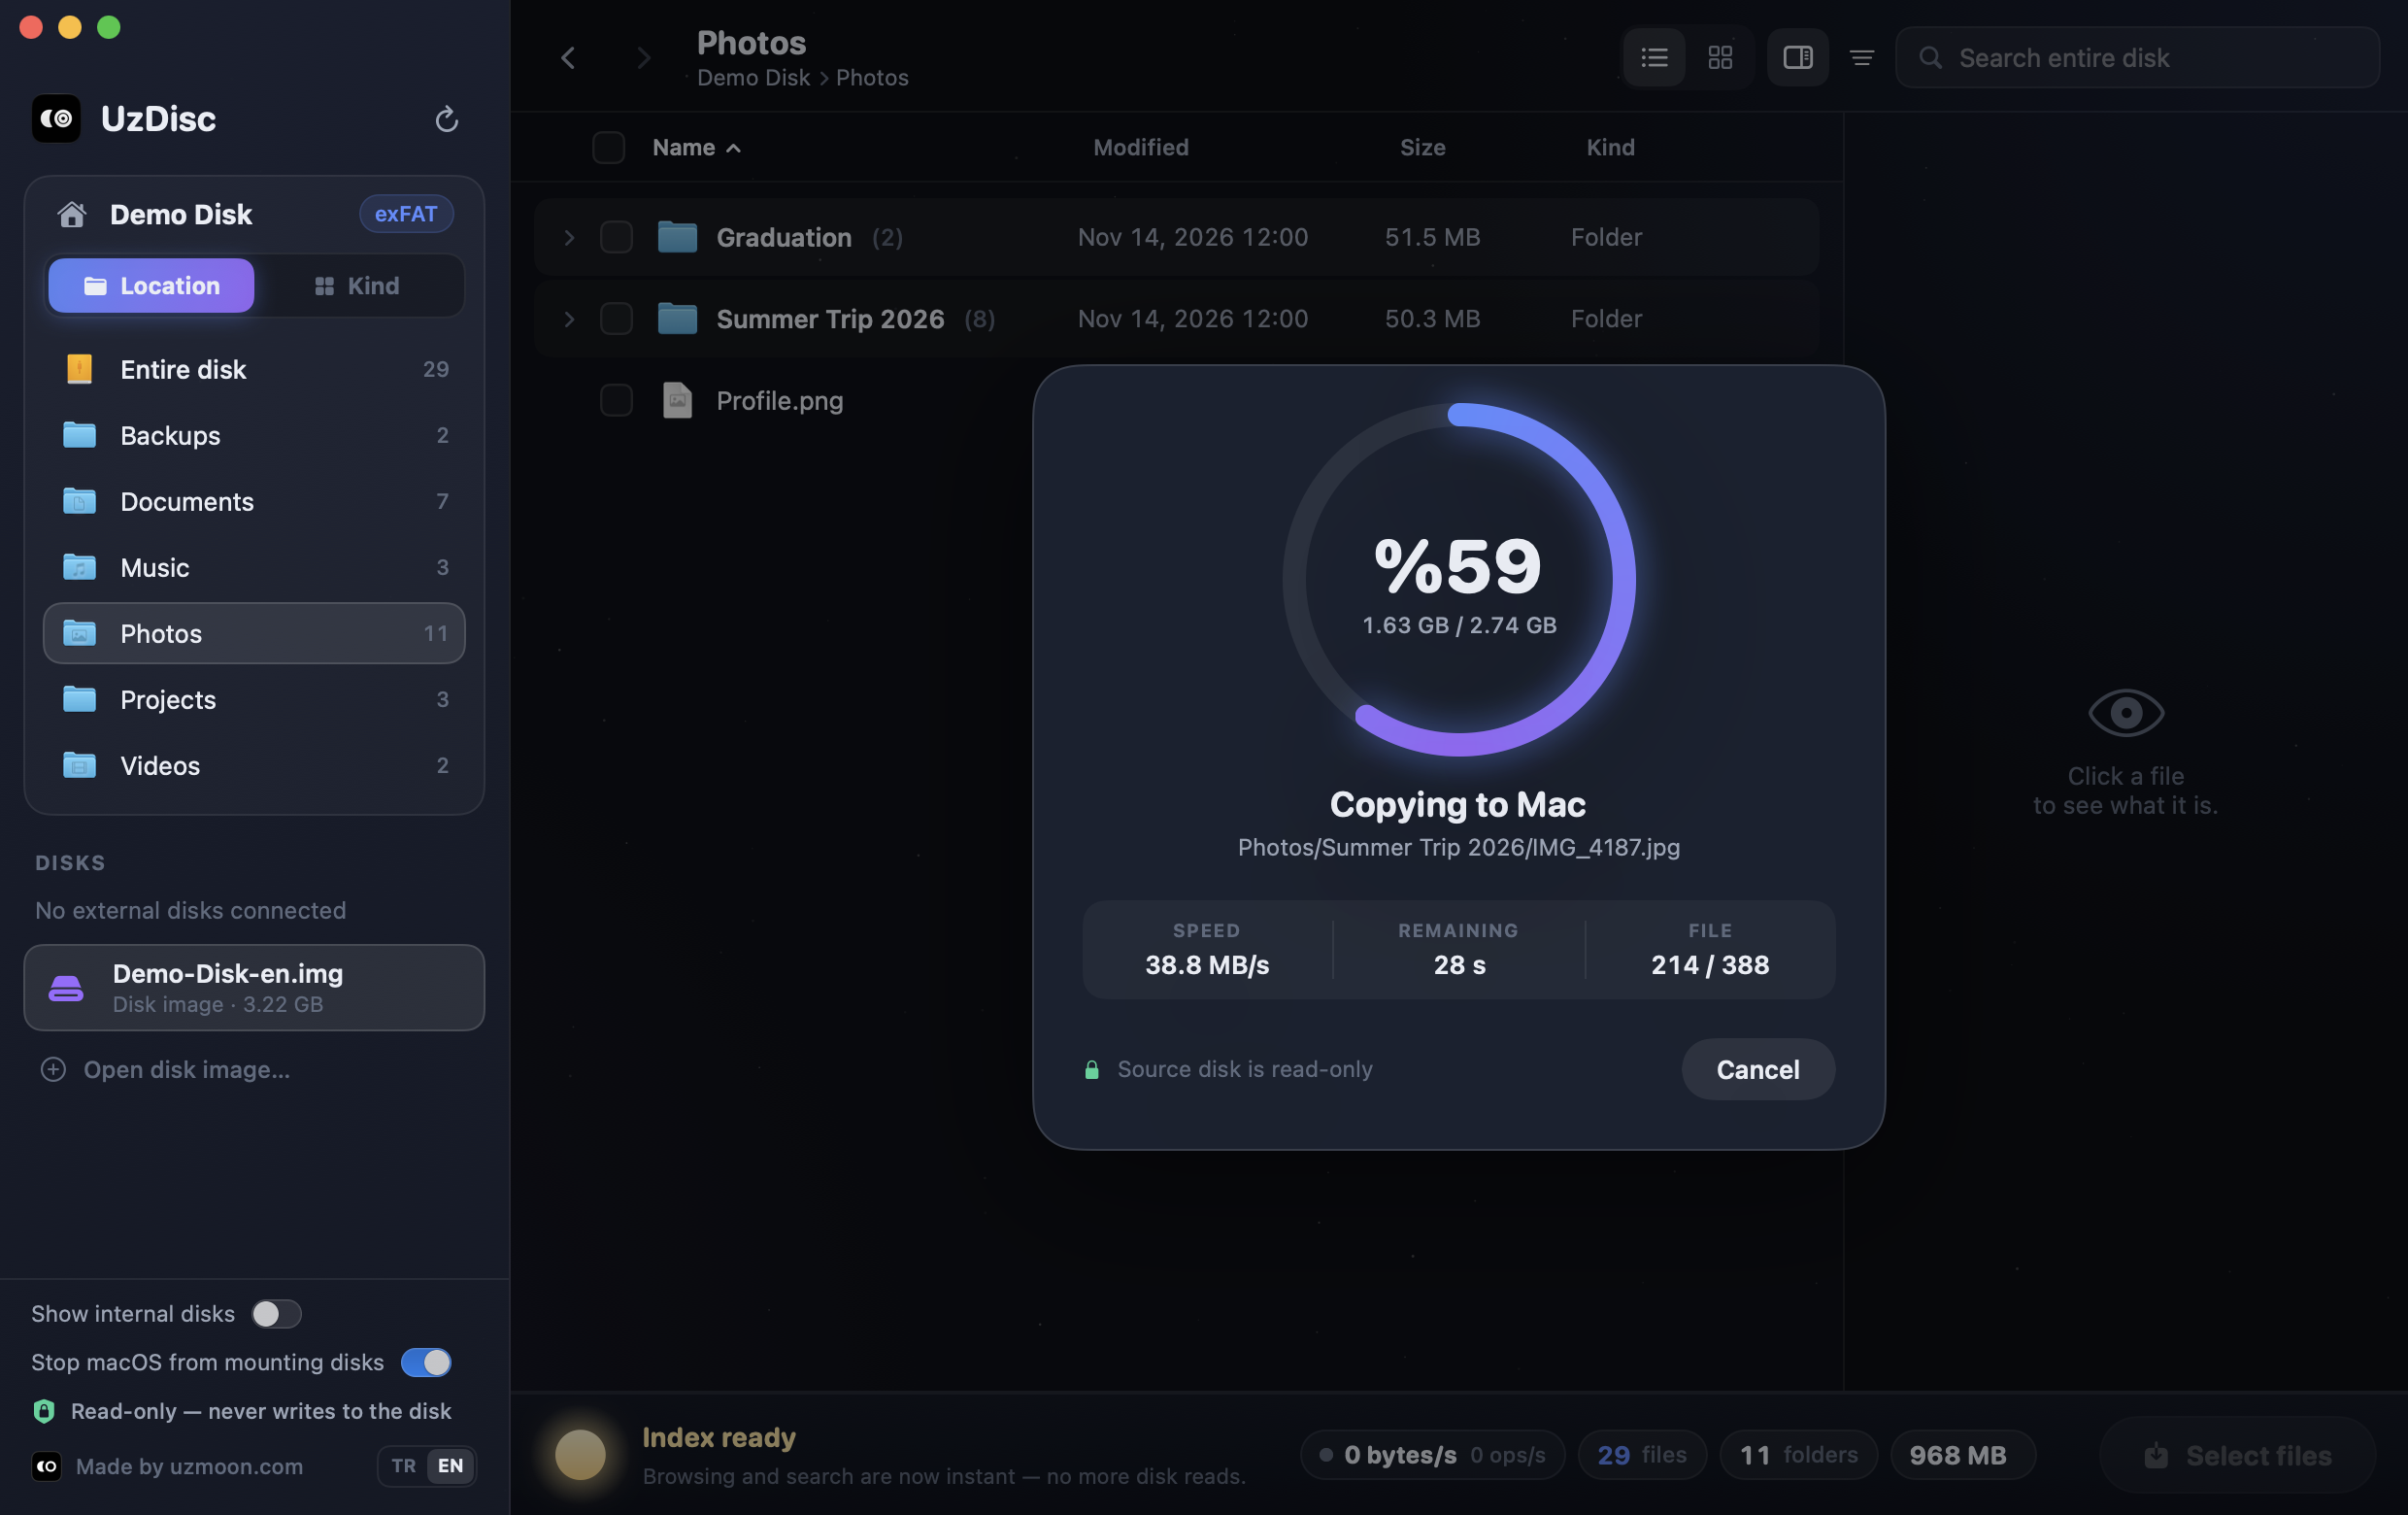 UzDisc
Demo Disk
exFAT
Location
Kind
Entire disk 29
Backups 2
Documents 7
Music 3
Photos 11
Projects 3
Videos 2
DISKS
No external disks connected
Demo-Disk-en.img
Disk image · 3.22 GB
Open disk image...
Show internal disks
Stop macOS from mounting disks
Read-only — never writes to the disk
Made by uzmoon.com
TR EN
Photos
Demo Disk > Photos
Search entire disk
Name Modified Size Kind
Graduation (2) Nov 14, 2026 12:00 51.5 MB Folder
Summer Trip 2026 (8) Nov 14, 2026 12:00 50.3 MB Folder
Profile.png
%59
1.63 GB / 2.74 GB
Copying to Mac
Photos/Summer Trip 2026/IMG_4187.jpg
SPEED REMAINING FILE
38.8 MB/s 28 s 214 / 388
Source disk is read-only
Cancel
Click a file
to see what it is.
Index ready
Browsing and search are now instant — no more disk reads.
0 bytes/s 0 ops/s
29 files
11 folders
968 MB
Select files